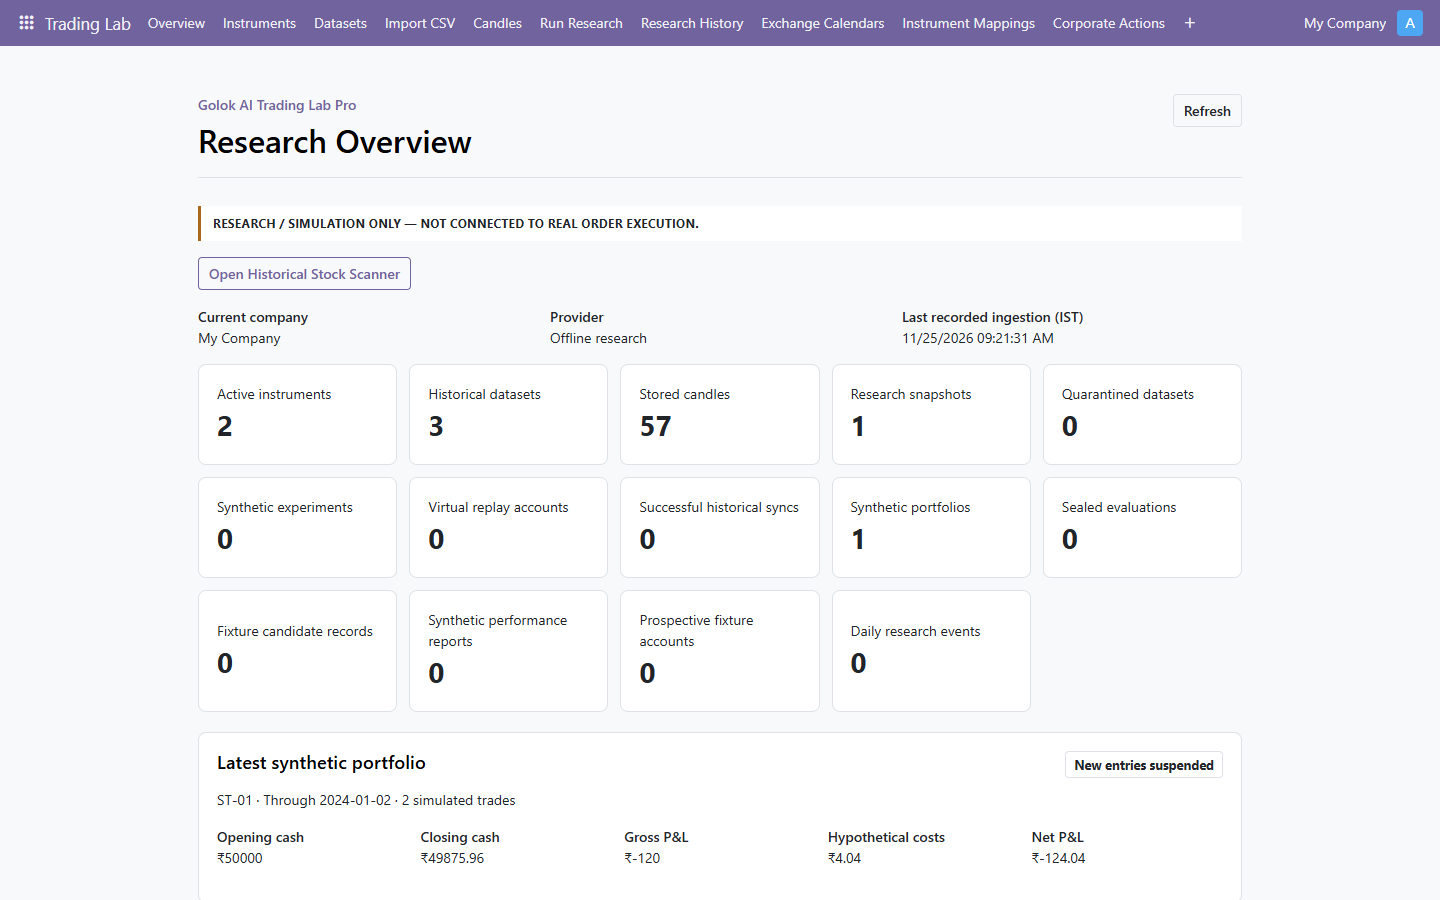 Trading Lab Overview Instruments Datasets Import CSV Candles Run Research Research History Exchange Calendars Instrument Mappings Corporate Actions + My Company A
Golok AI Trading Lab Pro
Refresh
Research Overview
RESEARCH / SIMULATION ONLY — NOT CONNECTED TO REAL ORDER EXECUTION.
Open Historical Stock Scanner
Current company Provider Last recorded ingestion (IST)
My Company Offline research 11/25/2026 09:21:31 AM
Active instruments Historical datasets Stored candles Research snapshots Quarantined datasets
2 3 57 1 0
Synthetic experiments Virtual replay accounts Successful historical syncs Synthetic portfolios Sealed evaluations
0 0 0 1 0
Fixture candidate records
0
Synthetic performance
reports
0
Prospective fixture
accounts
0
Daily research events
0
Latest synthetic portfolio New entries suspended
ST-01 · Through 2024-01-02 · 2 simulated trades
Opening cash Closing cash Gross P&L Hypothetical costs Net P&L
₹50000 ₹49875.96 ₹-120 ₹4.04 ₹-124.04